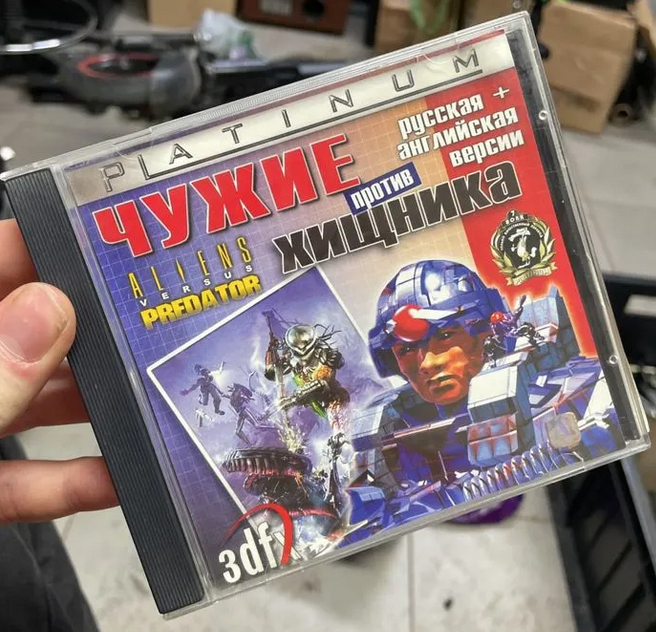 PLATINUM
русская +
английская
версии
ЧУЖИЕ
против
хищника
ALIENS
VERSUS
PREDATOR
3dfx